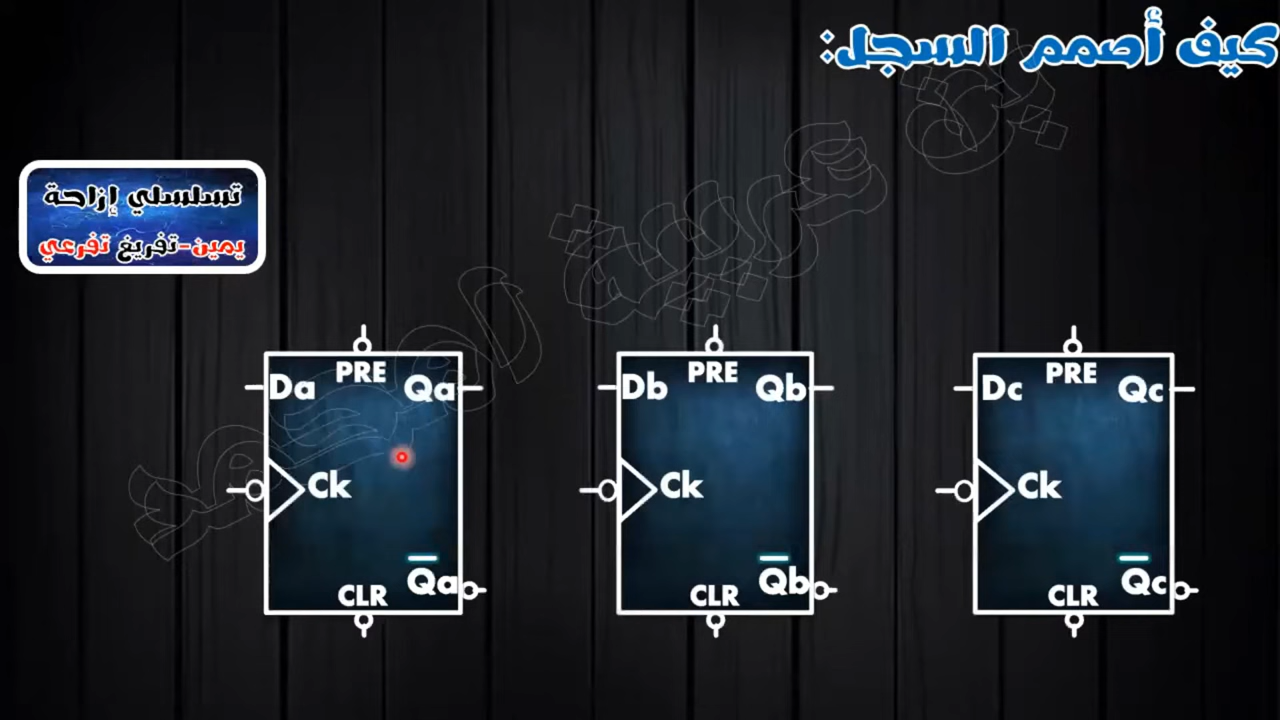 كيف أصمم السجل:
تسلسلي إزاحة
يمين-تفريغ تفرعي
PRE
Da Qa
Ck
Qa
CLR
PRE
Db Qb
Ck
Qb
CLR
PRE
Dc Qc
Ck
Qc
CLR